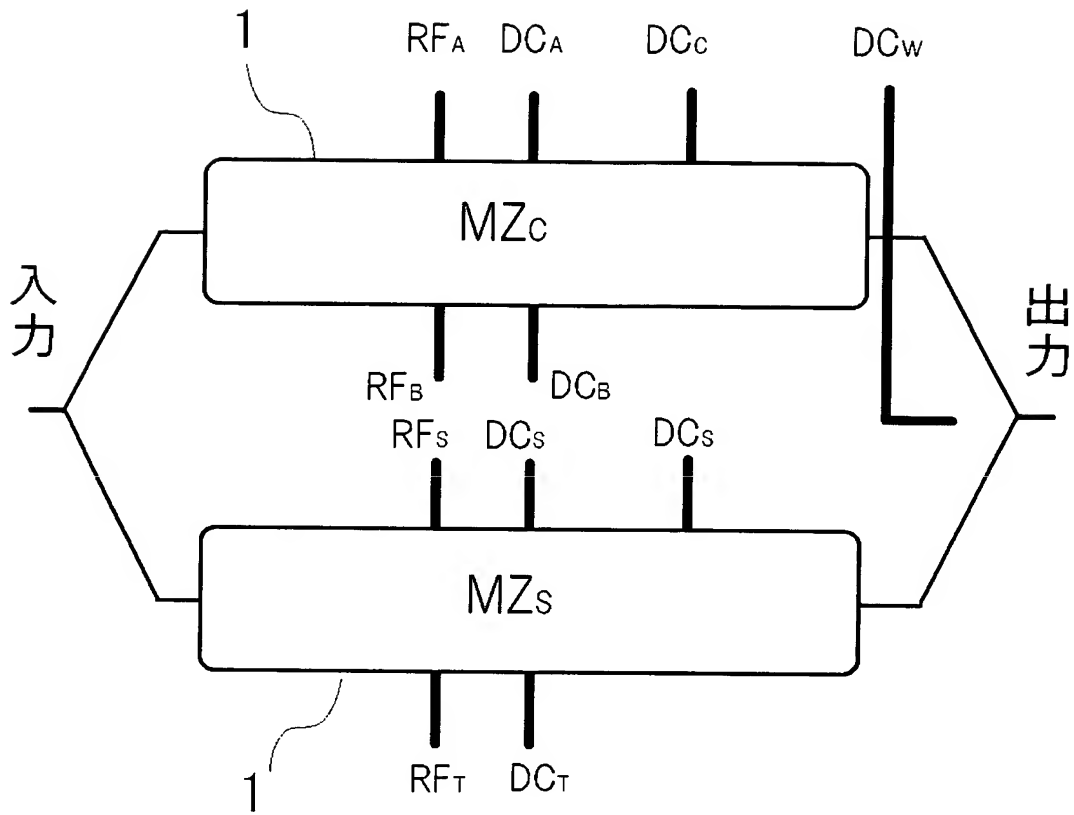 1
RFA DCA DCC DCW
MZC
入力
出力
RFB DCB
RFS DCS DCS
MZS
1
RFT DCT